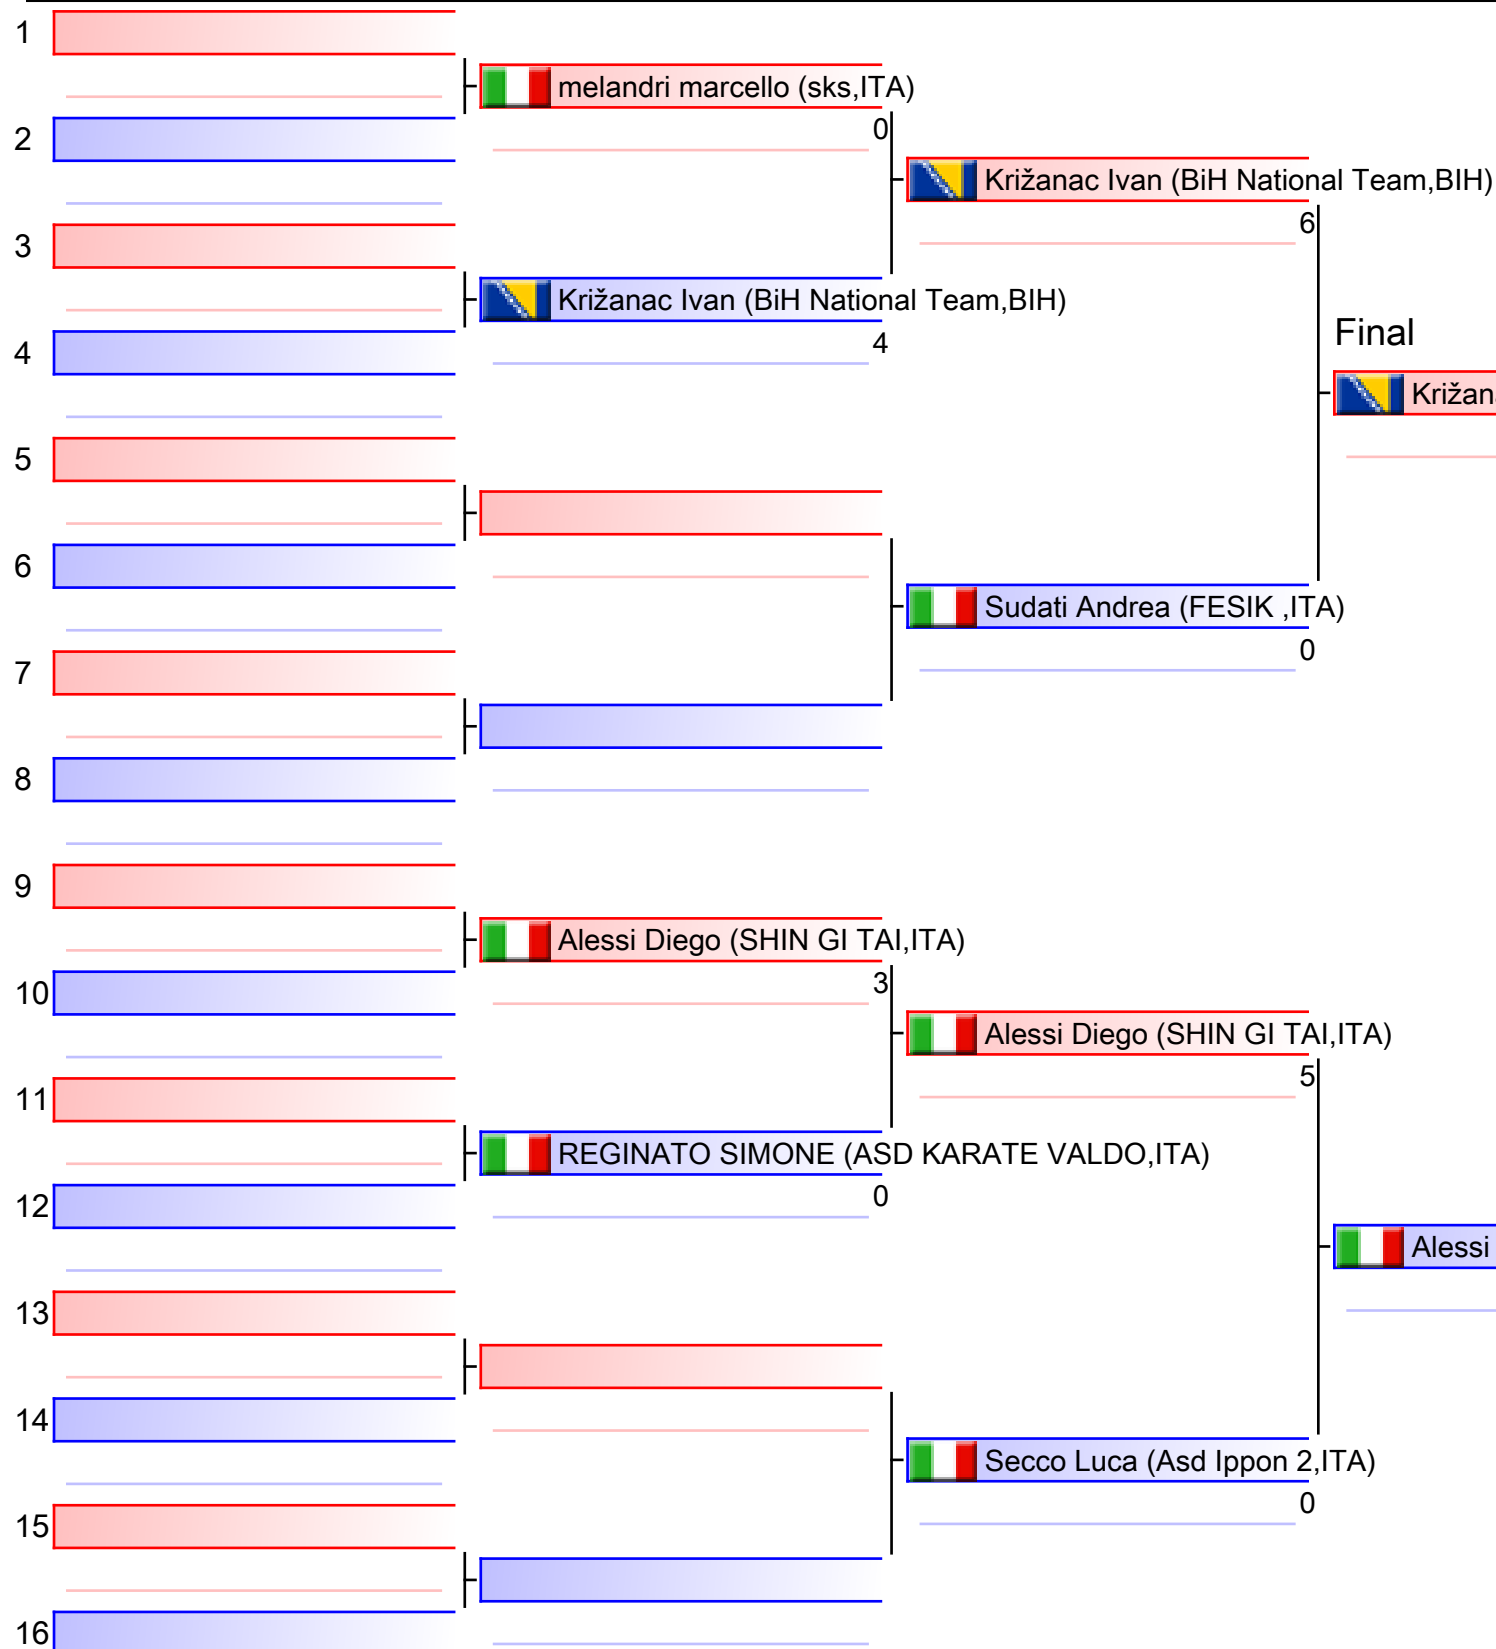 1
melandri marcello (sks,ITA)
0
2
Križanac Ivan (BiH National Team,BIH)
6
3
Križanac Ivan (BiH National Team,BIH)
4
4
Final
Križan
5
6
Sudati Andrea (FESIK ,ITA)
0
7
8
9
Alessi Diego (SHIN GI TAI,ITA)
3
10
Alessi Diego (SHIN GI TAI,ITA)
5
11
REGINATO SIMONE (ASD KARATE VALDO,ITA)
0
12
Alessi
13
14
Secco Luca (Asd Ippon 2,ITA)
0
15
16